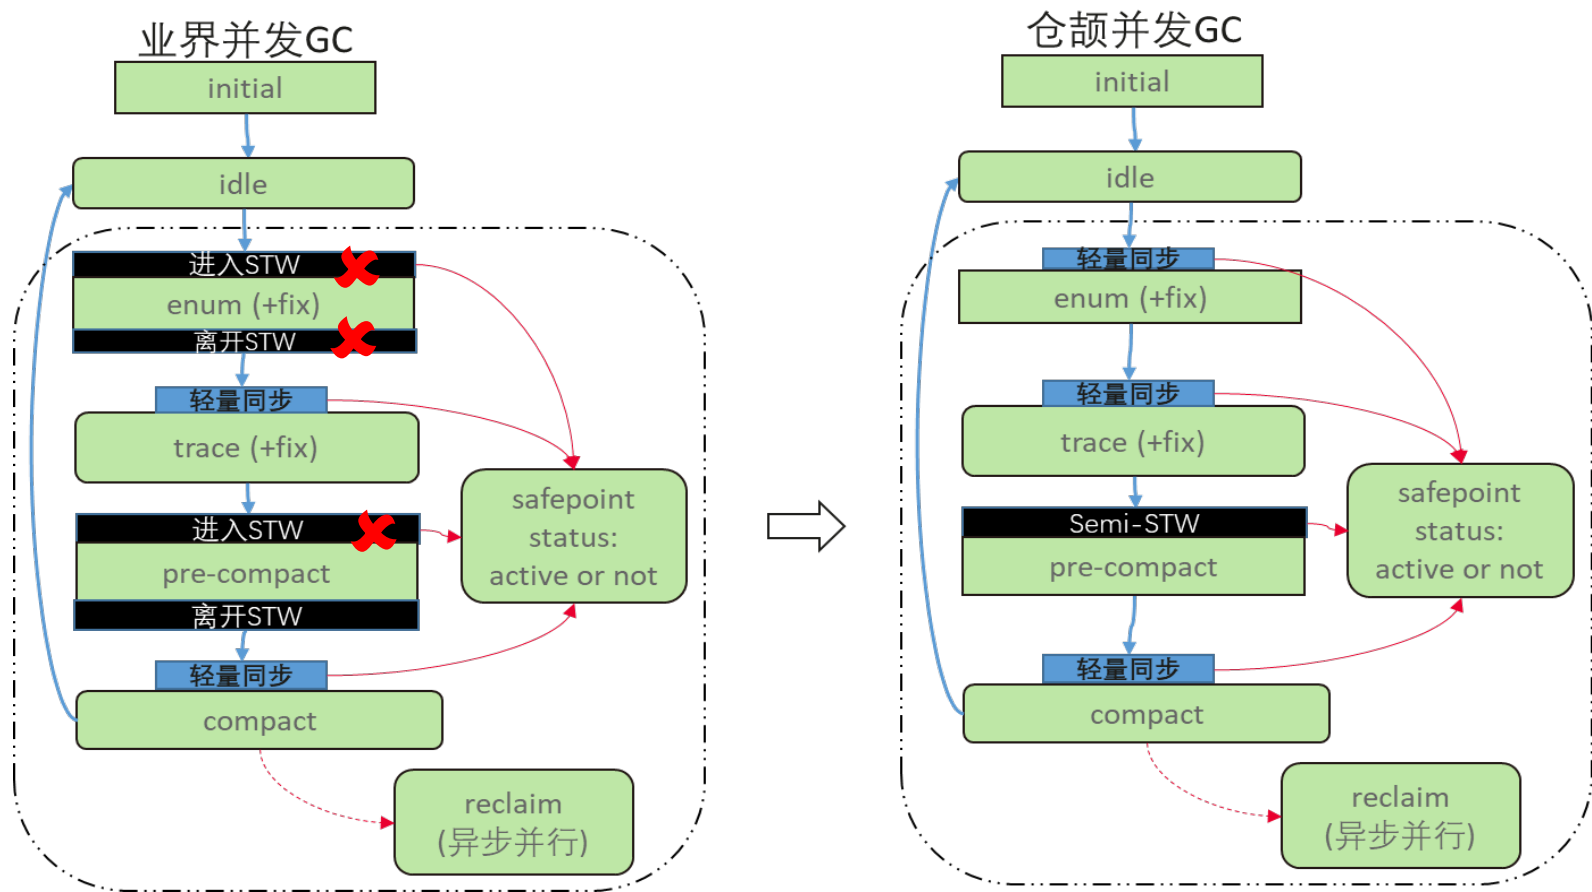 业界并发GC
initial
idle
进入STW
enum (+fix)
离开STW
轻量同步
trace (+fix)
进入STW
pre-compact
离开STW
轻量同步
compact
safepoint
status:
active or not
reclaim
(异步并行)
仓颉并发GC
initial
idle
轻量同步
enum (+fix)
轻量同步
trace (+fix)
Semi-STW
pre-compact
轻量同步
compact
safepoint
status:
active or not
reclaim
(异步并行)